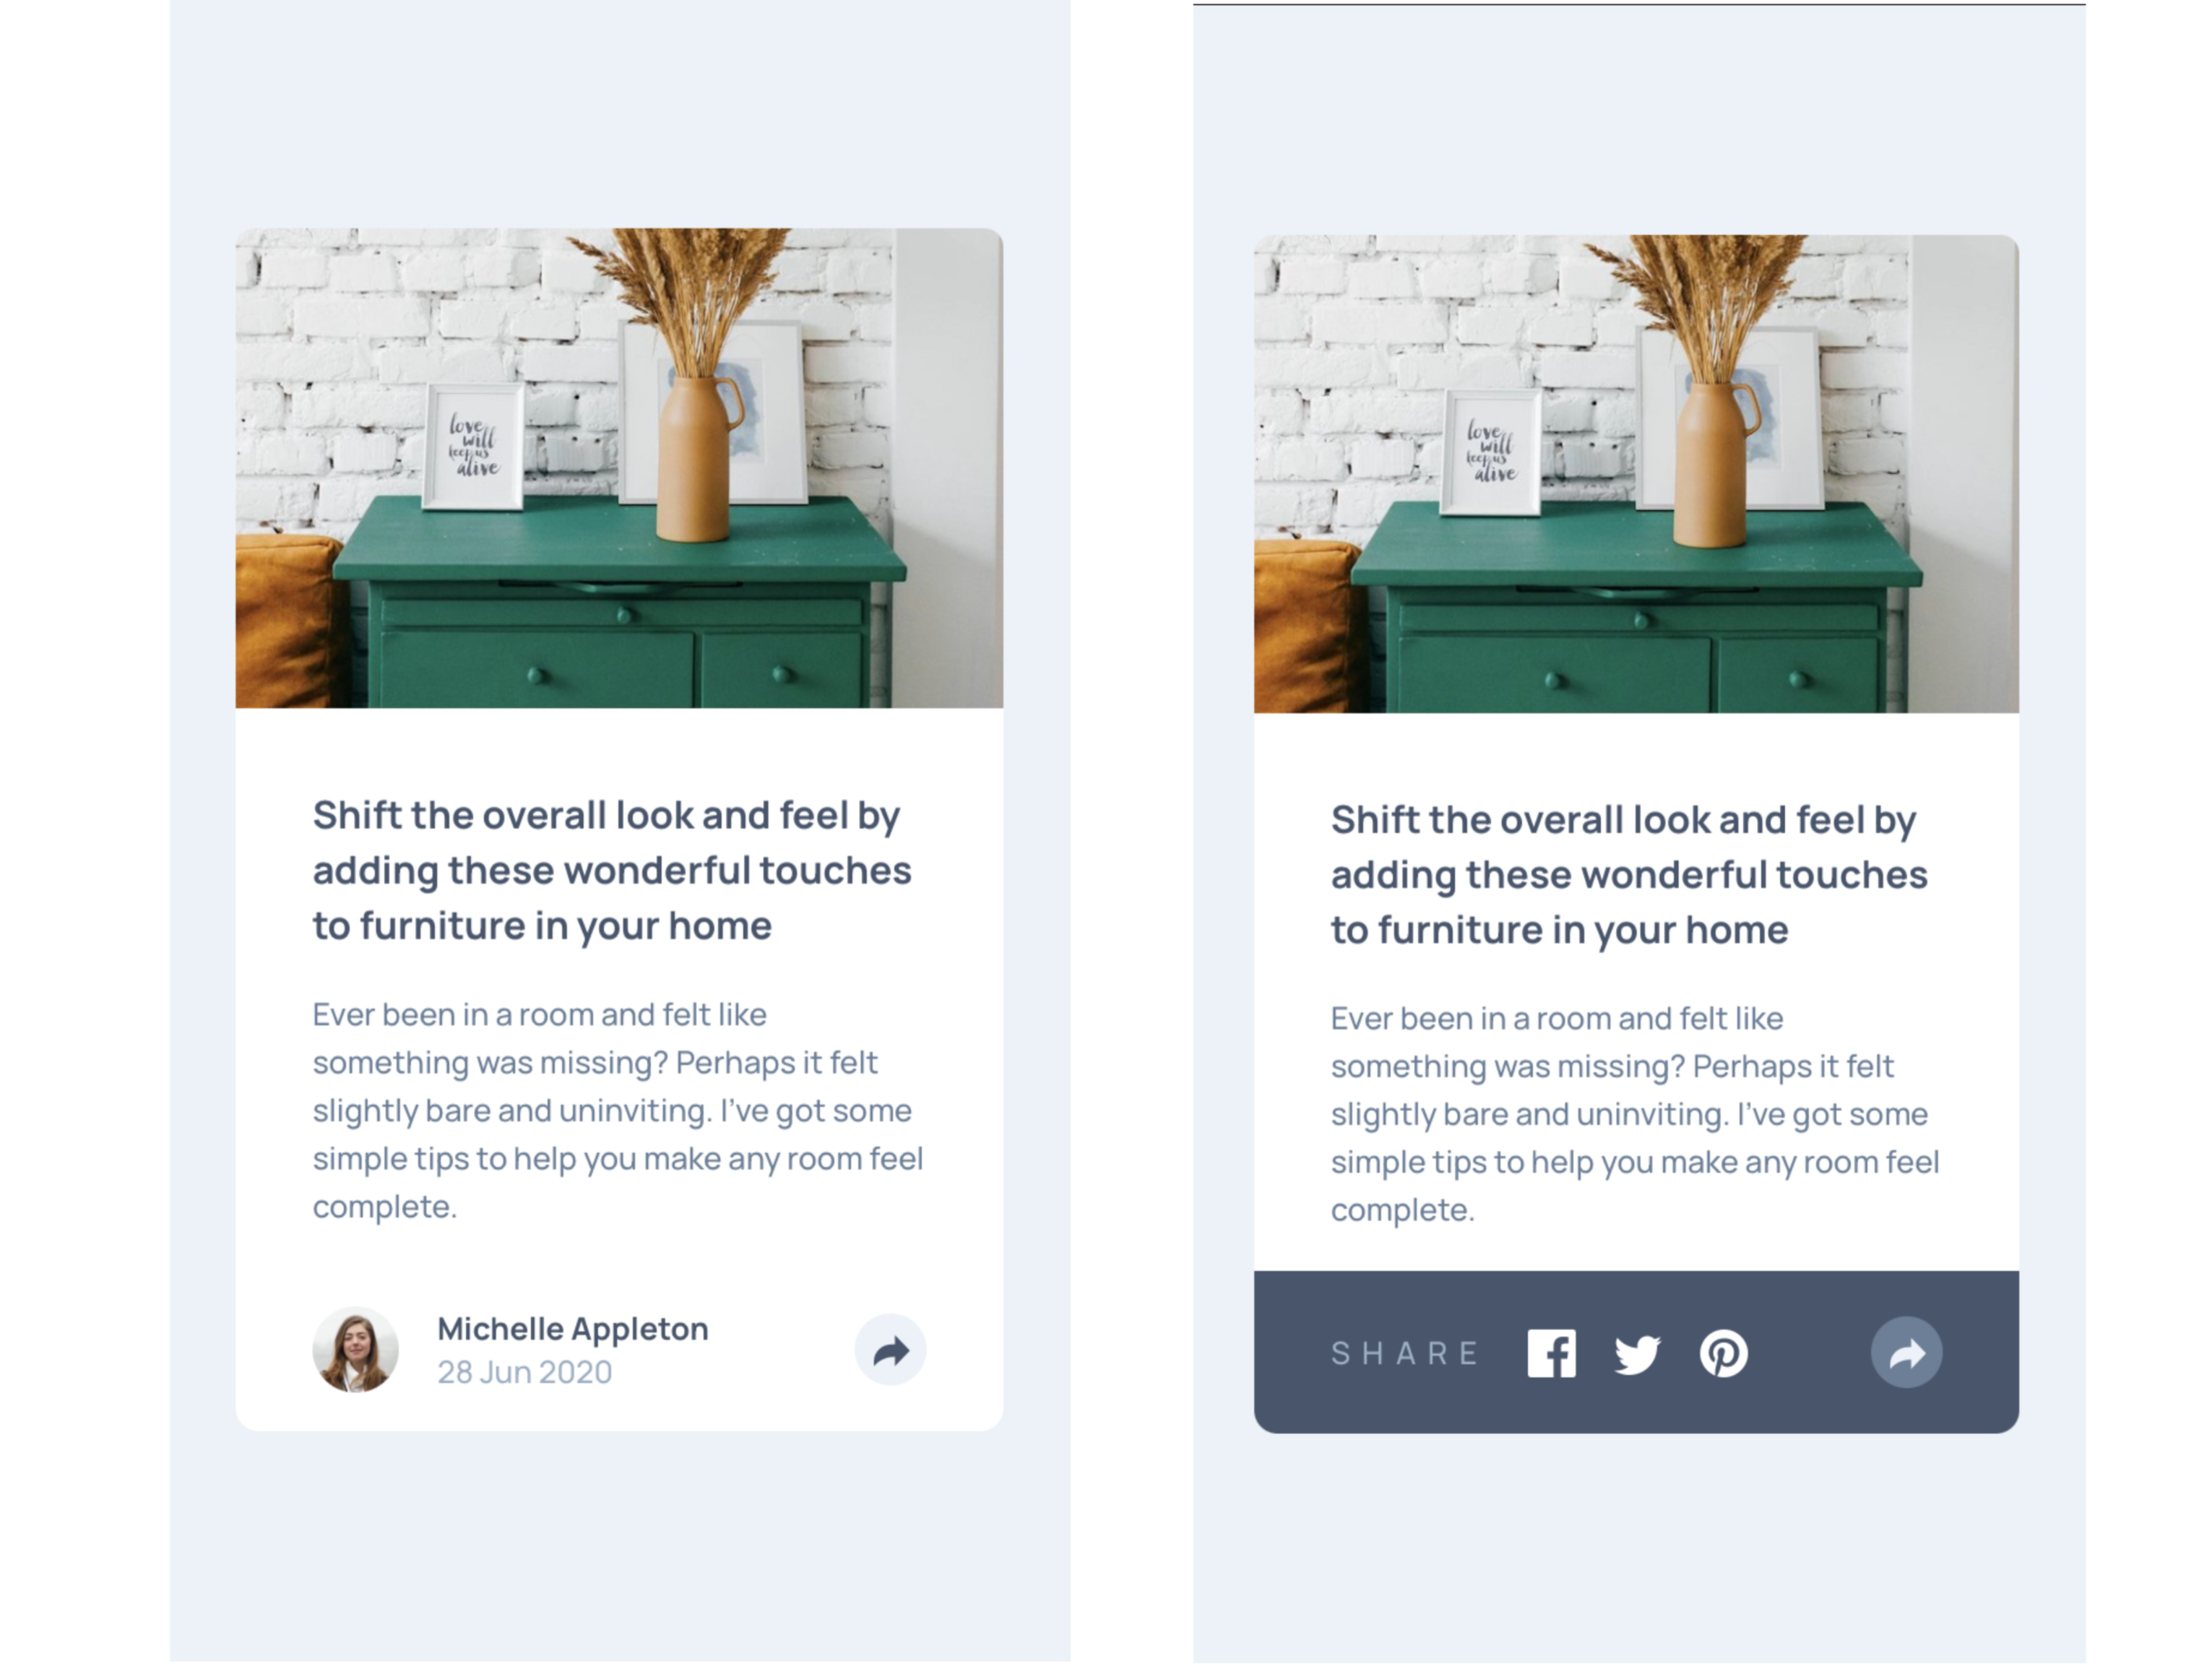 love
will
keep us
alive
Shift the overall look and feel by
adding these wonderful touches
to furniture in your home
Ever been in a room and felt like
something was missing? Perhaps it felt
slightly bare and uninviting. I’ve got some
simple tips to help you make any room feel
complete.
Michelle Appleton
28 Jun 2020
love
will
keep us
alive
Shift the overall look and feel by
adding these wonderful touches
to furniture in your home
Ever been in a room and felt like
something was missing? Perhaps it felt
slightly bare and uninviting. I’ve got some
simple tips to help you make any room feel
complete.
SHARE